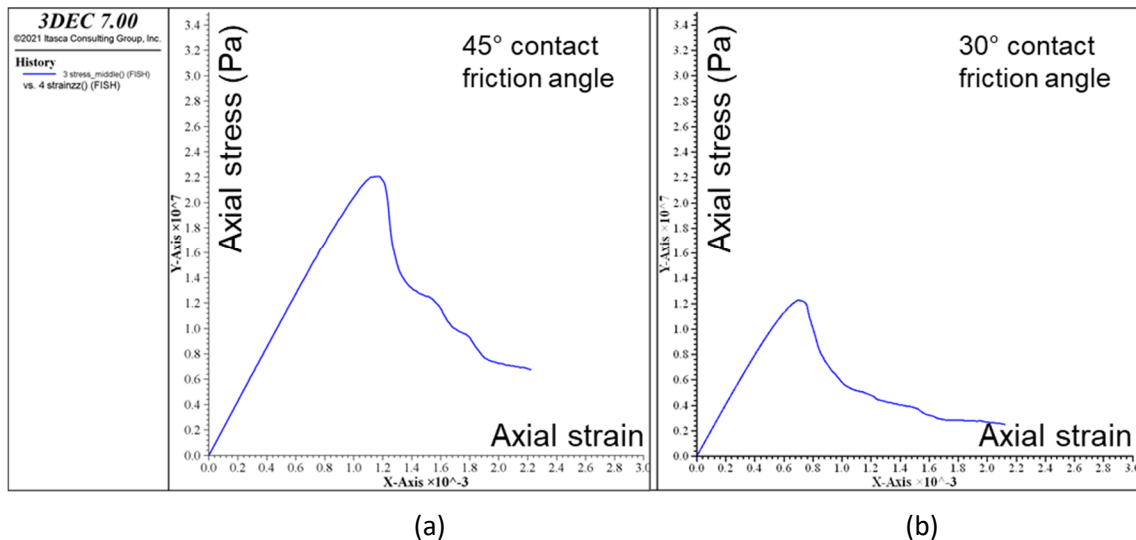 3DEC 7.00
©2021 Itasca Consulting Group, Inc.
History
3 stress_middle() (FISH)
vs. 4 strainzz() (FISH)
Axial stress (Pa)
Y-Axis ×10^7
45° contact
friction angle
3.4
3.2
3.0
2.8
2.6
2.4
2.2
2.0
1.8
1.6
1.4
1.2
1.0
0.8
0.6
0.4
0.2
0.0
Axial strain
0.0 0.2 0.4 0.6 0.8 1.0 1.2 1.4 1.6 1.8 2.0 2.2 2.4 2.6 2.8 3.0
X-Axis ×10^-3
(a)
Axial stress (Pa)
Y-Axis ×10^7
30° contact
friction angle
3.4
3.2
3.0
2.8
2.6
2.4
2.2
2.0
1.8
1.6
1.4
1.2
1.0
0.8
0.6
0.4
0.2
0.0
Axial strain
0.0 0.2 0.4 0.6 0.8 1.0 1.2 1.4 1.6 1.8 2.0 2.2 2.4 2.6 2.8 3.0
X-Axis ×10^-3
(b)